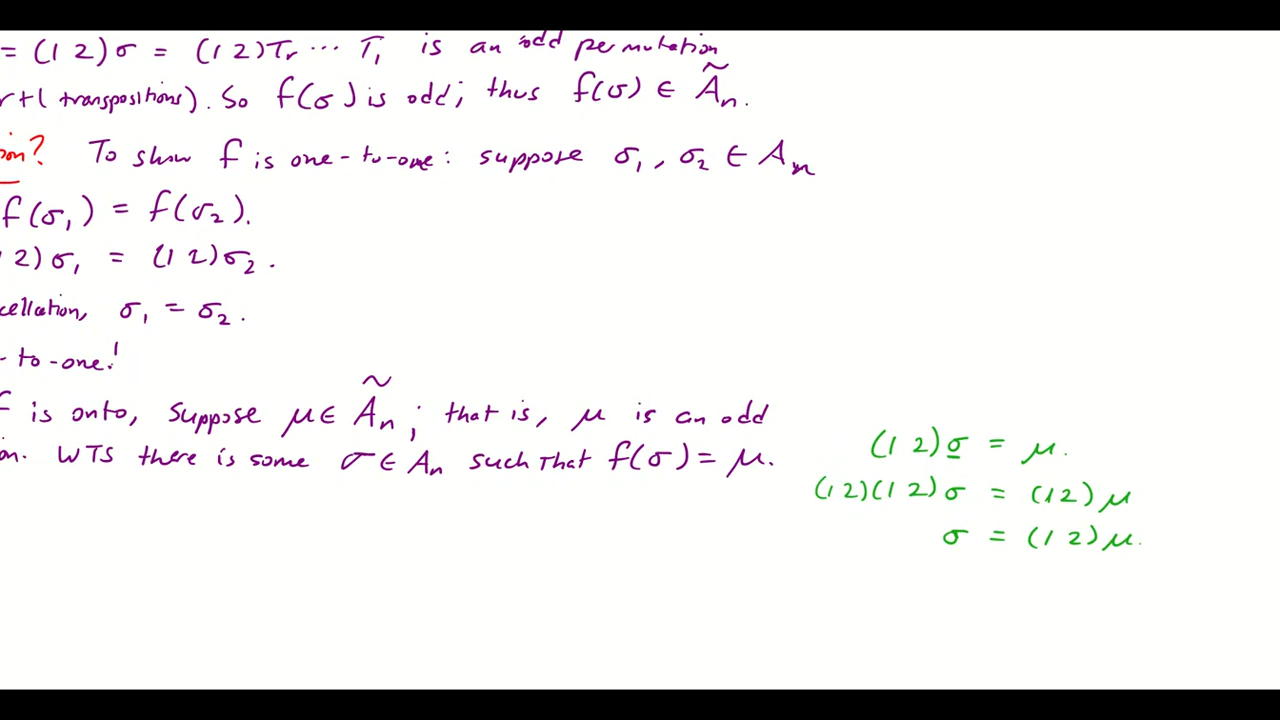 = (1 2)σ = (1 2)τr ⋯ τ₁ is an odd permutation
r+1 transpositions). So f(σ) is odd; thus f(σ) ∈ Ãn.
on? To show f is one-to-one: suppose σ₁, σ₂ ∈ An
f(σ₁) = f(σ₂).
2)σ₁ = (1 2)σ₂.
cellation, σ₁ = σ₂.
-to-one!
f is onto, suppose μ ∈ Ãn; that is, μ is an odd
on. WTS there is some σ ∈ An such that f(σ) = μ.
(1 2)σ = μ.
(1 2)(1 2)σ = (1 2)μ
σ = (1 2)μ.